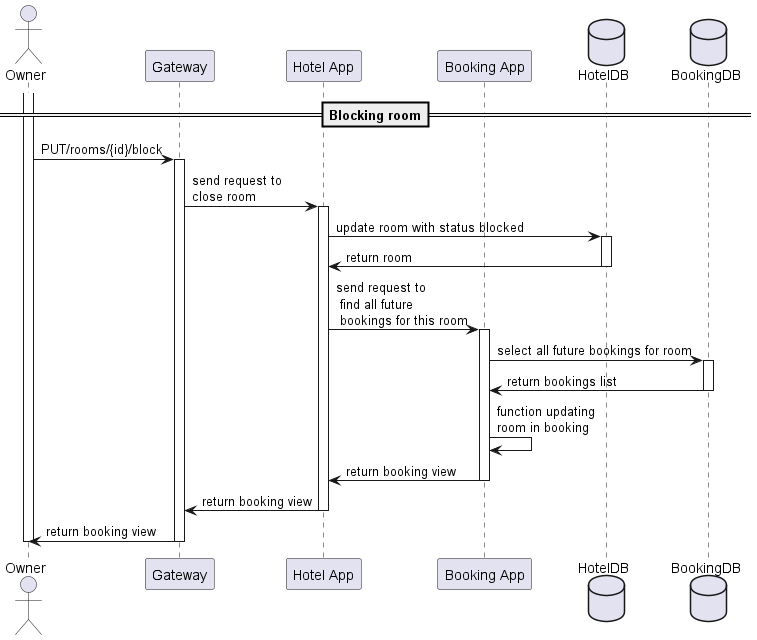 Owner
Gateway
Hotel App
Booking App
HotelDB
BookingDB
Blocking room
PUT/rooms/{id}/block
send request to
close room
update room with status blocked
return room
send request to
find all future
bookings for this room
select all future bookings for room
return bookings list
function updating
room in booking
return booking view
return booking view
return booking view
Owner
Gateway
Hotel App
Booking App
HotelDB
BookingDB